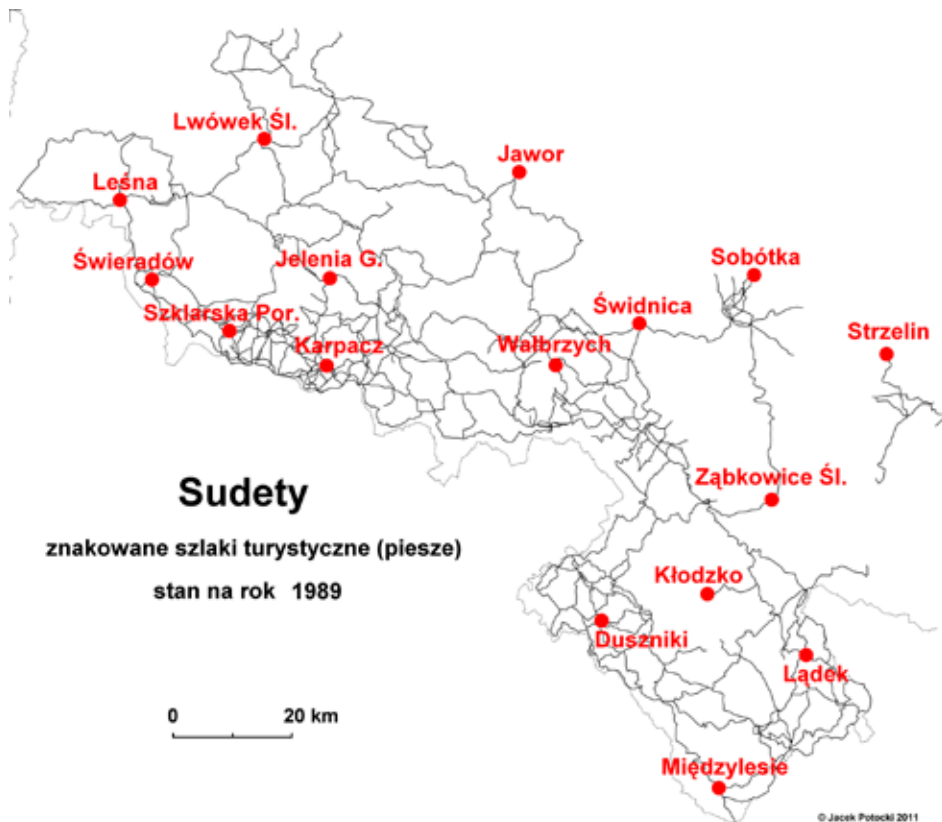 Lwówek Śl.
Jawor
Leśna
Świeradów
Jelenia G.
Sobótka
Szklarska Por.
Świdnica
Karpacz
Wałbrzych
Strzelin
Ząbkowice Śl.
Sudety
znakowane szlaki turystyczne (piesze)
stan na rok 1989
Kłodzko
Duszniki
Lądek
0 20 km
Międzylesie
© Jacek Potocki 2011